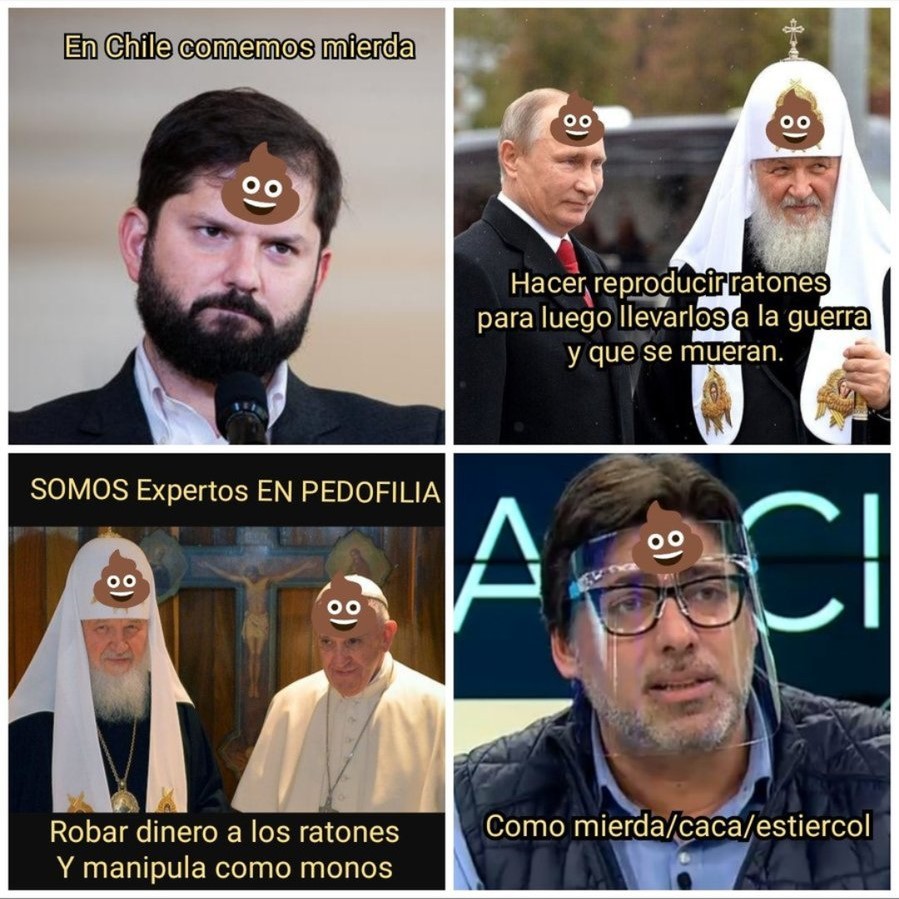 En Chile comemos mierda
Hacer reproducir ratones
para luego llevarlos a la guerra
y que se mueran.
SOMOS Expertos EN PEDOFILIA
Robar dinero a los ratones
Y manipula como monos
A CI
Como mierda/caca/estiercol